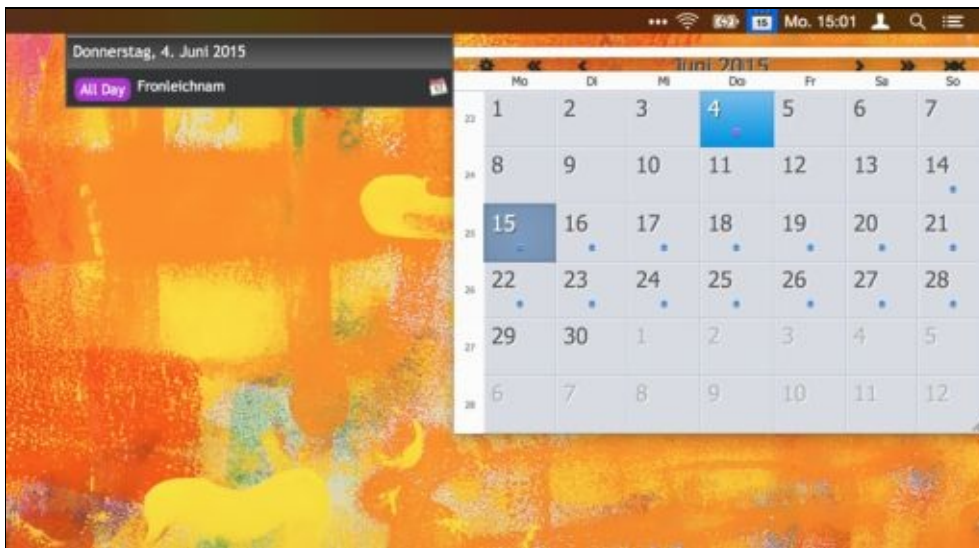 15 Mo. 15:01
Donnerstag, 4. Juni 2015
All Day Fronleichnam
Juni 2015
Mo Di Mi Do Fr Sa So
23 1 2 3 4 5 6 7
24 8 9 10 11 12 13 14
25 15 16 17 18 19 20 21
26 22 23 24 25 26 27 28
27 29 30 1 2 3 4 5
28 6 7 8 9 10 11 12